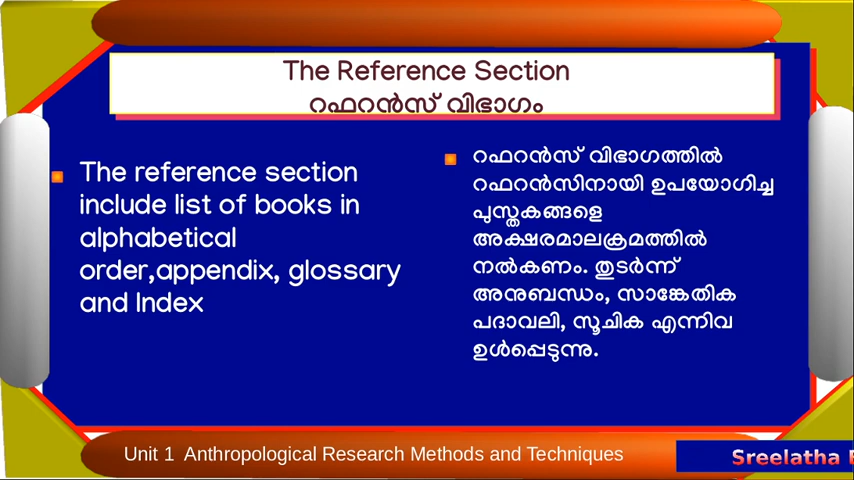 The Reference Section
റഫറൻസ് വിഭാഗം
The reference section
include list of books in
alphabetical
order,appendix, glossary
and Index
റഫറൻസ് വിഭാഗത്തിൽ
റഫറൻസിനായി ഉപയോഗിച്ച
പുസ്തകങ്ങളെ
അക്ഷരമാലക്രമത്തിൽ
നൽകണം. തുടർന്ന്
അനുബന്ധം, സാങ്കേതിക
പദാവലി, സൂചിക എന്നിവ
ഉൾപ്പെടുന്നു.
Unit 1 Anthropological Research Methods and Techniques
Sreelatha